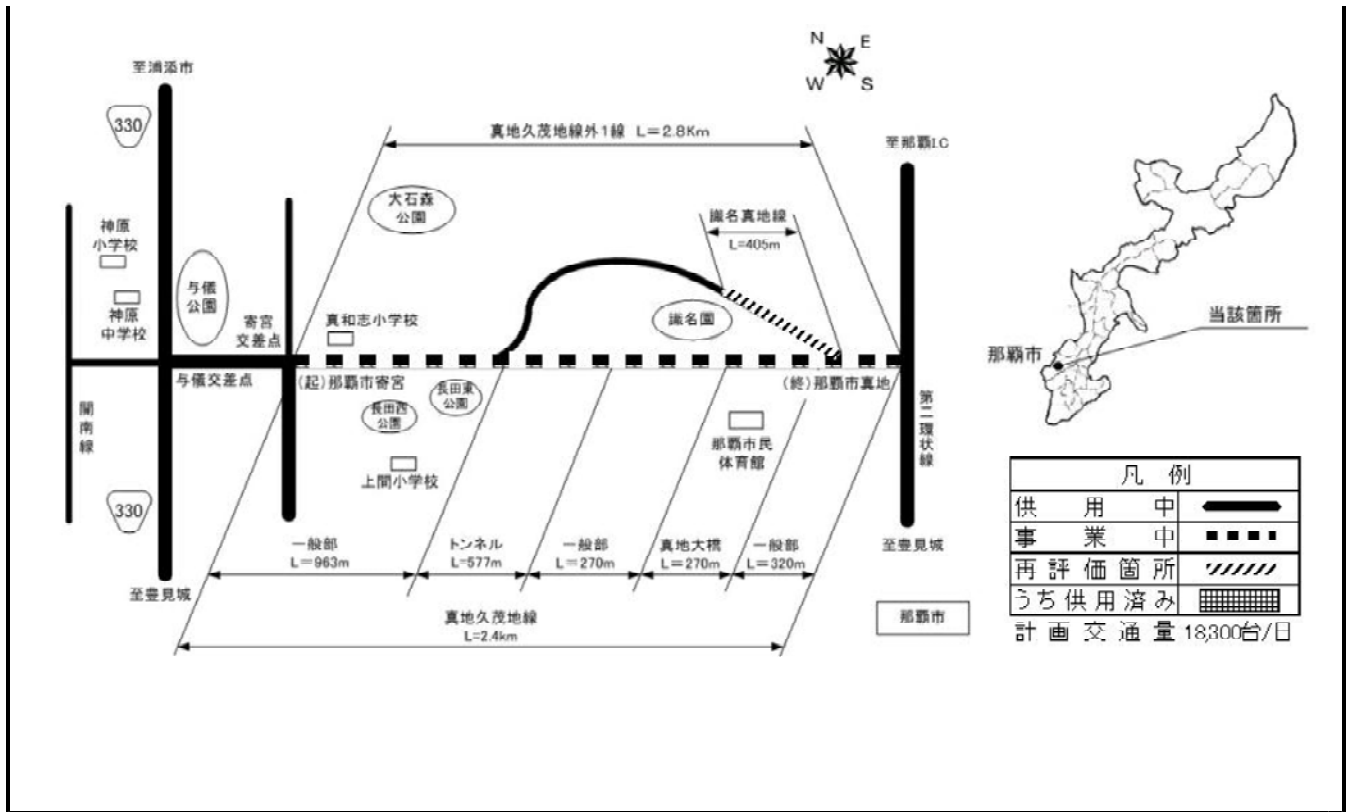 至浦添市
330
N
E
W
S
真地久茂地線外1線 L=2.8Km
至那覇I.C
大石森
公園
識名真地線
L=405m
神原
小学校
与儀
公園
神原
中学校
寄宮
交差点
真和志小学校
識名園
当該箇所
那覇市
与儀交差点
(起)那覇市寄宮
(終)那覇市真地
長田東
公園
長田西
公園
開南線
第二環状線
那覇市民
体育館
上間小学校
330
一般部
L=963m
トンネル
L=577m
一般部
L=270m
真地大橋
L=270m
一般部
L=320m
至豊見城
至豊見城
真地久茂地線
L=2.4km
那覇市
凡 例
供用中
事業中
再評価箇所
うち供用済み
計画交通量 18,300台/日